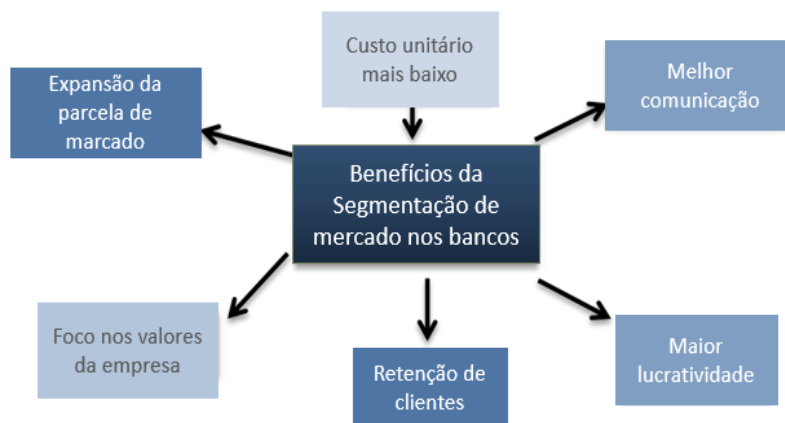 Custo unitário
mais baixo
Expansão da
parcela de
marcado
Melhor
comunicação
Benefícios da
Segmentação de
mercado nos bancos
Foco nos valores
da empresa
Retenção de
clientes
Maior
lucratividade